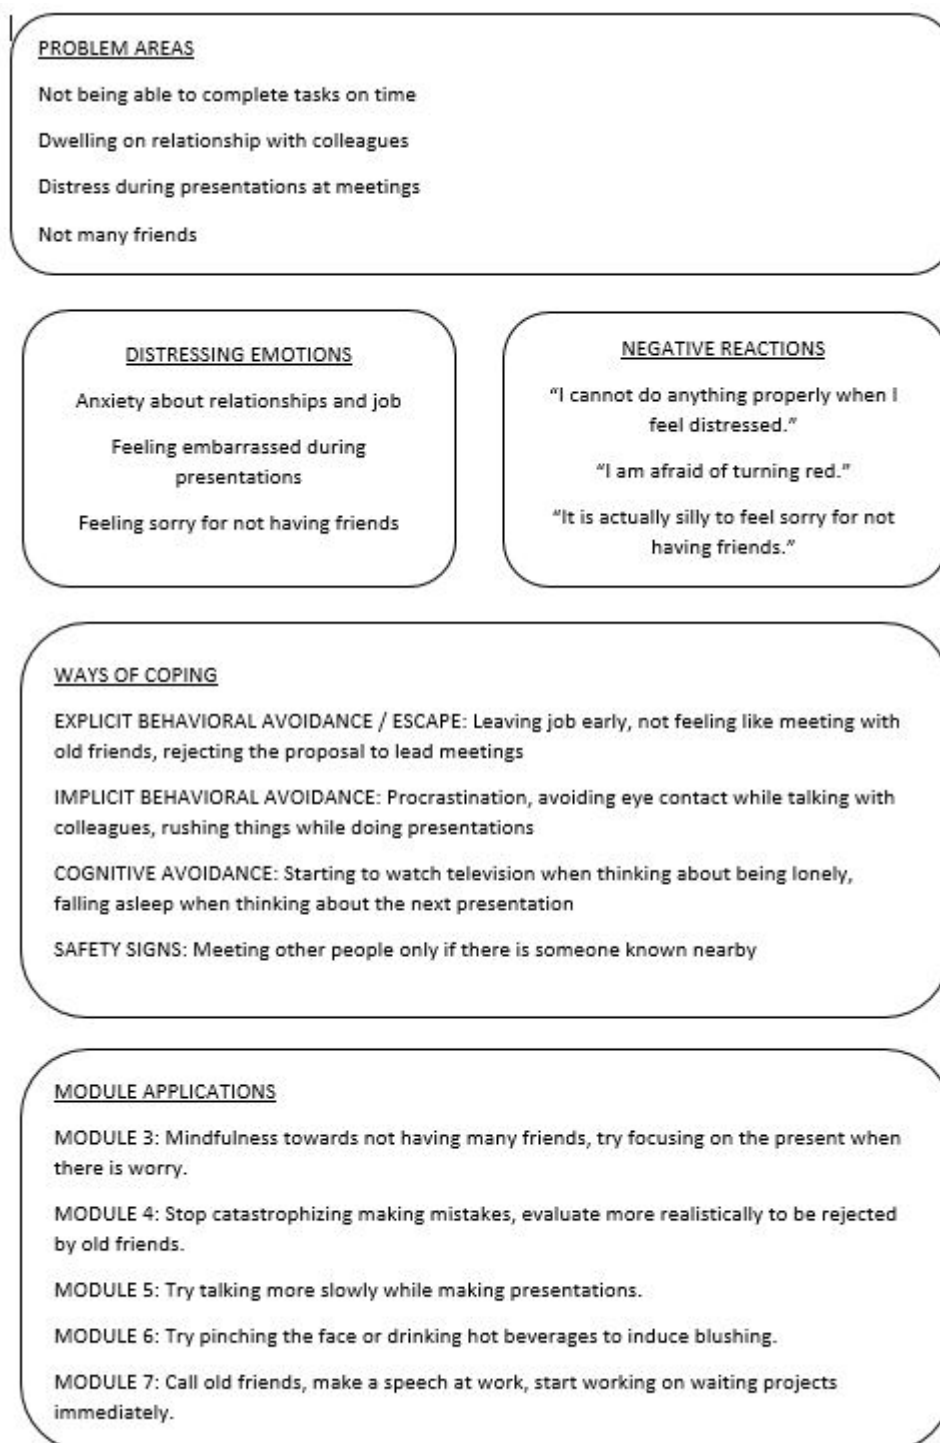 PROBLEM AREAS
Not being able to complete tasks on time
Dwelling on relationship with colleagues
Distress during presentations at meetings
Not many friends
DISTRESSING EMOTIONS
Anxiety about relationships and job
Feeling embarrassed during
presentations
Feeling sorry for not having friends
NEGATIVE REACTIONS
“I cannot do anything properly when I
feel distressed.”
“I am afraid of turning red.”
“It is actually silly to feel sorry for not
having friends.”
WAYS OF COPING
EXPLICIT BEHAVIORAL AVOIDANCE / ESCAPE: Leaving job early, not feeling like meeting with
old friends, rejecting the proposal to lead meetings
IMPLICIT BEHAVIORAL AVOIDANCE: Procrastination, avoiding eye contact while talking with
colleagues, rushing things while doing presentations
COGNITIVE AVOIDANCE: Starting to watch television when thinking about being lonely,
falling asleep when thinking about the next presentation
SAFETY SIGNS: Meeting other people only if there is someone known nearby
MODULE APPLICATIONS
MODULE 3: Mindfulness towards not having many friends, try focusing on the present when
there is worry.
MODULE 4: Stop catastrophizing making mistakes, evaluate more realistically to be rejected
by old friends.
MODULE 5: Try talking more slowly while making presentations.
MODULE 6: Try pinching the face or drinking hot beverages to induce blushing.
MODULE 7: Call old friends, make a speech at work, start working on waiting projects
immediately.